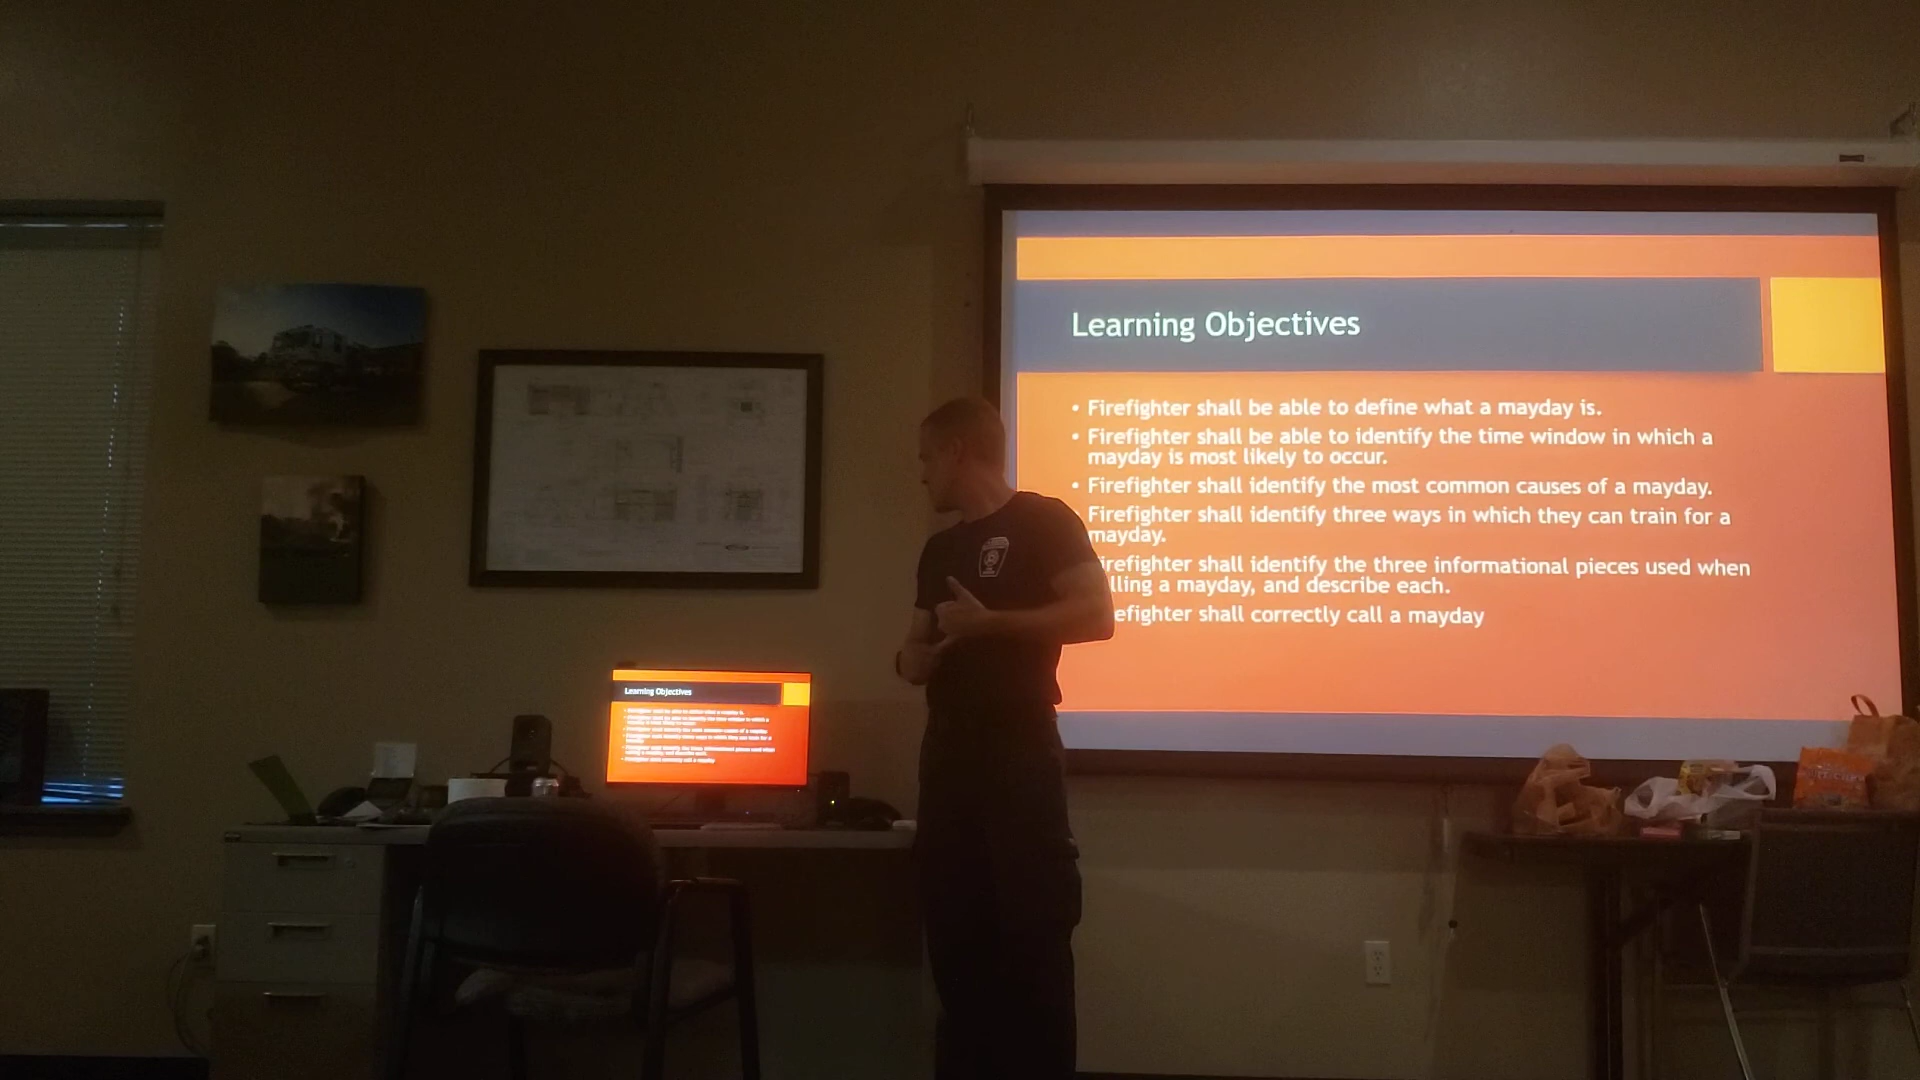 Learning Objectives
• Firefighter shall be able to define what a mayday is.
• Firefighter shall be able to identify the time window in which a
mayday is most likely to occur.
• Firefighter shall identify the most common causes of a mayday.
Firefighter shall identify three ways in which they can train for a
mayday.
irefighter shall identify the three informational pieces used when
lling a mayday, and describe each.
efighter shall correctly call a mayday
Learning Objectives